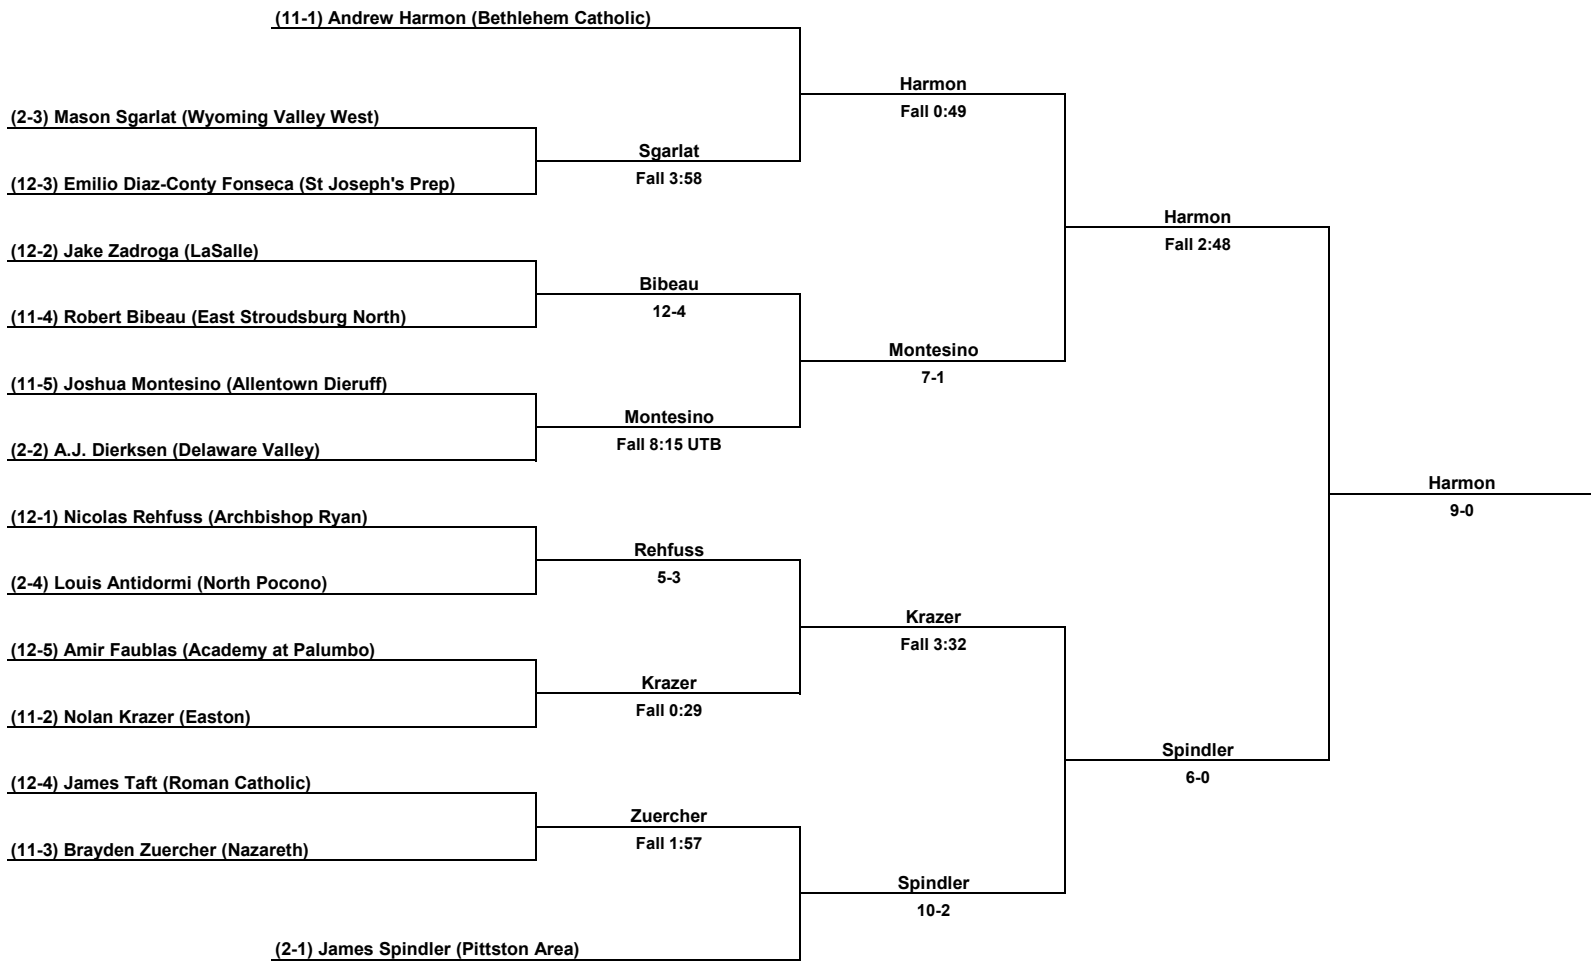 (11-1) Andrew Harmon (Bethlehem Catholic)
Harmon
Fall 0:49
(2-3) Mason Sgarlat (Wyoming Valley West)
Sgarlat
Fall 3:58
(12-3) Emilio Diaz-Conty Fonseca (St Joseph's Prep)
Harmon
Fall 2:48
(12-2) Jake Zadroga (LaSalle)
Bibeau
12-4
(11-4) Robert Bibeau (East Stroudsburg North)
Montesino
7-1
(11-5) Joshua Montesino (Allentown Dieruff)
Montesino
Fall 8:15 UTB
(2-2) A.J. Dierksen (Delaware Valley)
Harmon
9-0
(12-1) Nicolas Rehfuss (Archbishop Ryan)
Rehfuss
5-3
(2-4) Louis Antidormi (North Pocono)
Krazer
Fall 3:32
(12-5) Amir Faublas (Academy at Palumbo)
Krazer
Fall 0:29
(11-2) Nolan Krazer (Easton)
Spindler
6-0
(12-4) James Taft (Roman Catholic)
Zuercher
Fall 1:57
(11-3) Brayden Zuercher (Nazareth)
Spindler
10-2
(2-1) James Spindler (Pittston Area)